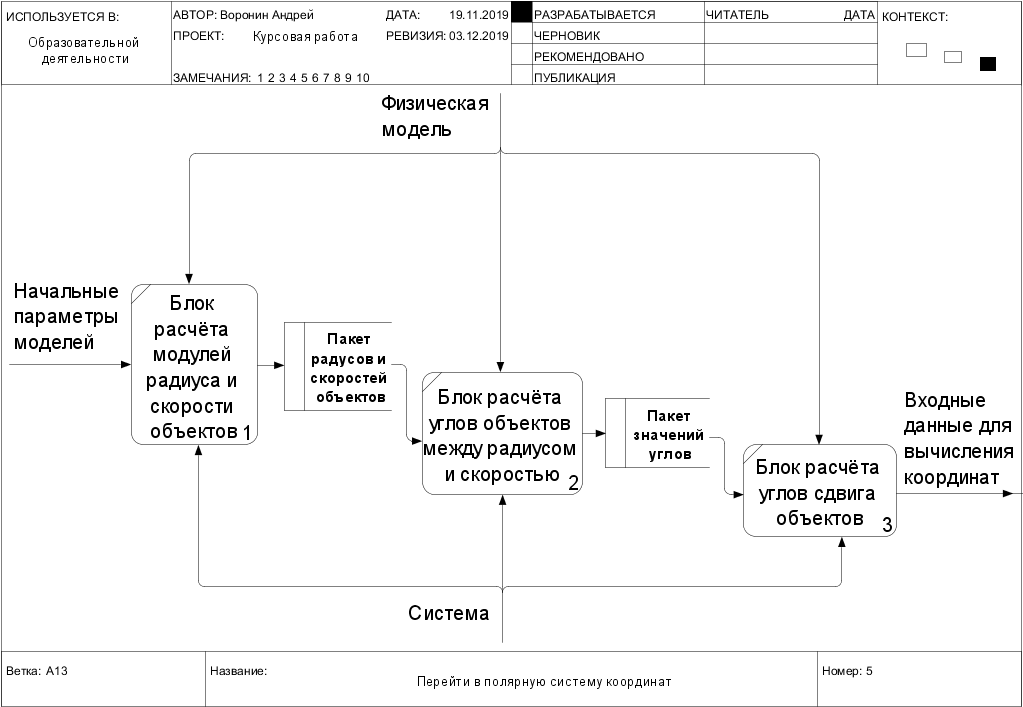 ИСПОЛЬЗУЕТСЯ В:
Образовательной
деятельности
АВТОР: Воронин Андрей
ДАТА: 19.11.2019
ПРОЕКТ: Курсовая работа
РЕВИЗИЯ: 03.12.2019
ЗАМЕЧАНИЯ: 1 2 3 4 5 6 7 8 9 10
РАЗРАБАТЫВАЕТСЯ
ЧЕРНОВИК
РЕКОМЕНДОВАНО
ПУБЛИКАЦИЯ
ЧИТАТЕЛЬ ДАТА
КОНТЕКСТ:
Физическая
модель
Начальные
параметры
моделей
Блок
расчёта
модулей
радиуса и
скорости
объектов 1
Пакет
радусов и
скоростей
объектов
Блок расчёта
углов объектов
между радиусом
и скоростью
2
Пакет
значений
углов
Блок расчёта
углов сдвига
объектов
3
Входные
данные для
вычисления
координат
Система
Ветка: A13
Название:
Перейти в полярную систему координат
Номер: 5